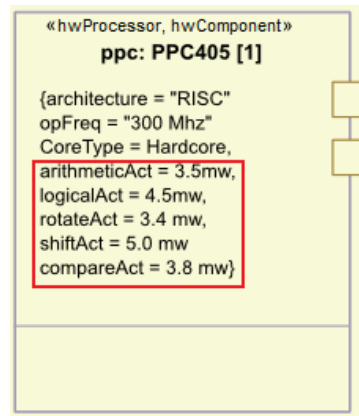 «hwProcessor, hwComponent»
ppc: PPC405 [1]
{architecture = "RISC"
opFreq = "300 Mhz"
CoreType = Hardcore,
arithmeticAct = 3.5mw,
logicalAct = 4.5mw,
rotateAct = 3.4 mw,
shiftAct = 5.0 mw
compareAct = 3.8 mw}